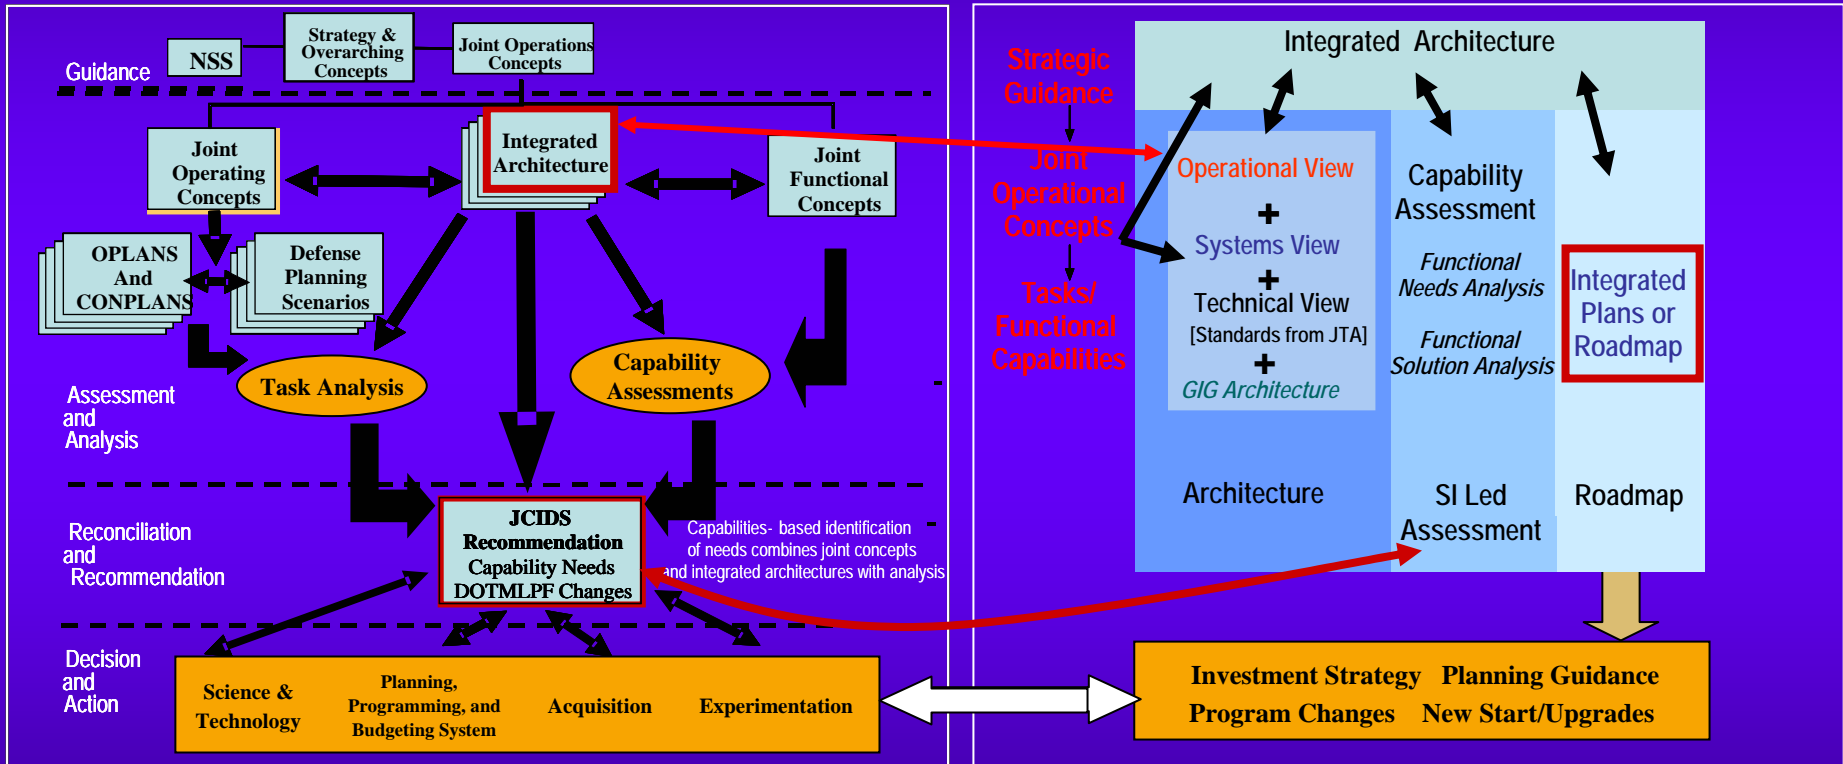 Guidance
NSS
Strategy &
Overarching
Concepts
Joint Operations
Concepts
Joint
Operating
Concepts
Integrated
Architecture
Joint
Functional
Concepts
OPLANS
And
CONPLANS
Defense
Planning
Scenarios
Task Analysis
Capability
Assessments
Assessment
and
Analysis
Reconciliation
and
Recommendation
JCIDS
Recommendation
Capability Needs
DOTMLPF Changes
Capabilities- based identification
of needs combines joint concepts
and integrated architectures with analysis
Decision
and
Action
Science &
Technology
Planning,
Programming, and
Budgeting System
Acquisition
Experimentation
Strategic
Guidance
Joint
Operational
Concepts
Tasks/
Functional
Capabilities
Integrated Architecture
Operational View
+
Systems View
+
Technical View
[Standards from JTA]
+
GIG Architecture
Architecture
Capability
Assessment
Functional
Needs Analysis
Functional
Solution Analysis
SI Led
Assessment
Integrated
Plans or
Roadmap
Roadmap
Investment Strategy Planning Guidance
Program Changes New Start/Upgrades